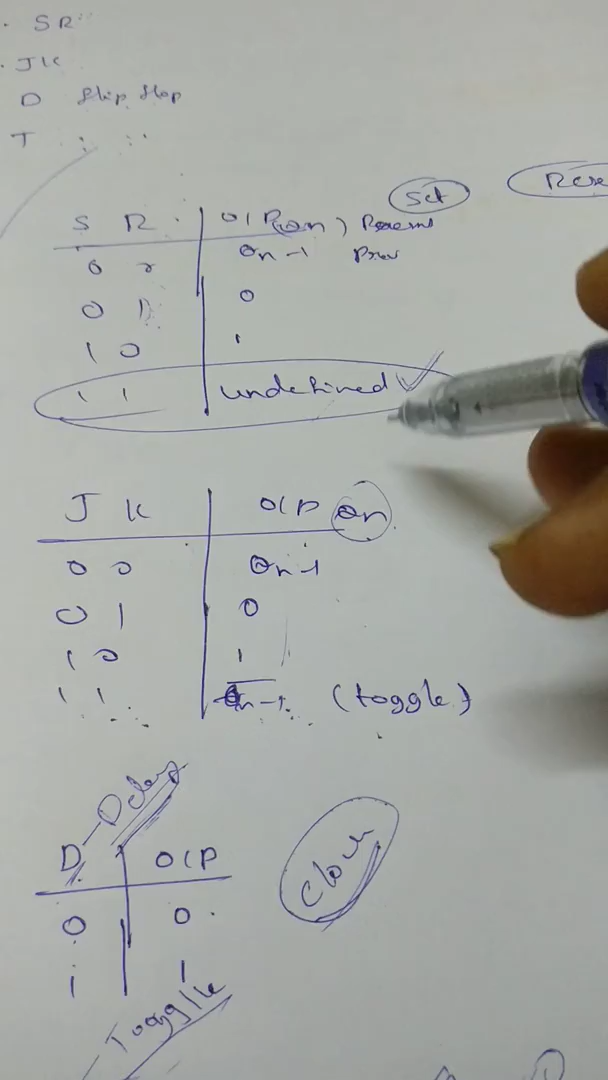 . SR
. JK
D flip flop
T : : :
Set
S R O/P(Qn) Present
0 0 Qn-1 Prev
0 1 0
1 0 1
1 1 undefined ✓
J K O/P Qn
0 0 Qn-1
0 1 0
1 0 1
1 1 Q̅n-1 (toggle)
Delay
D O/P
0 0
1 1
Clock
Toggle